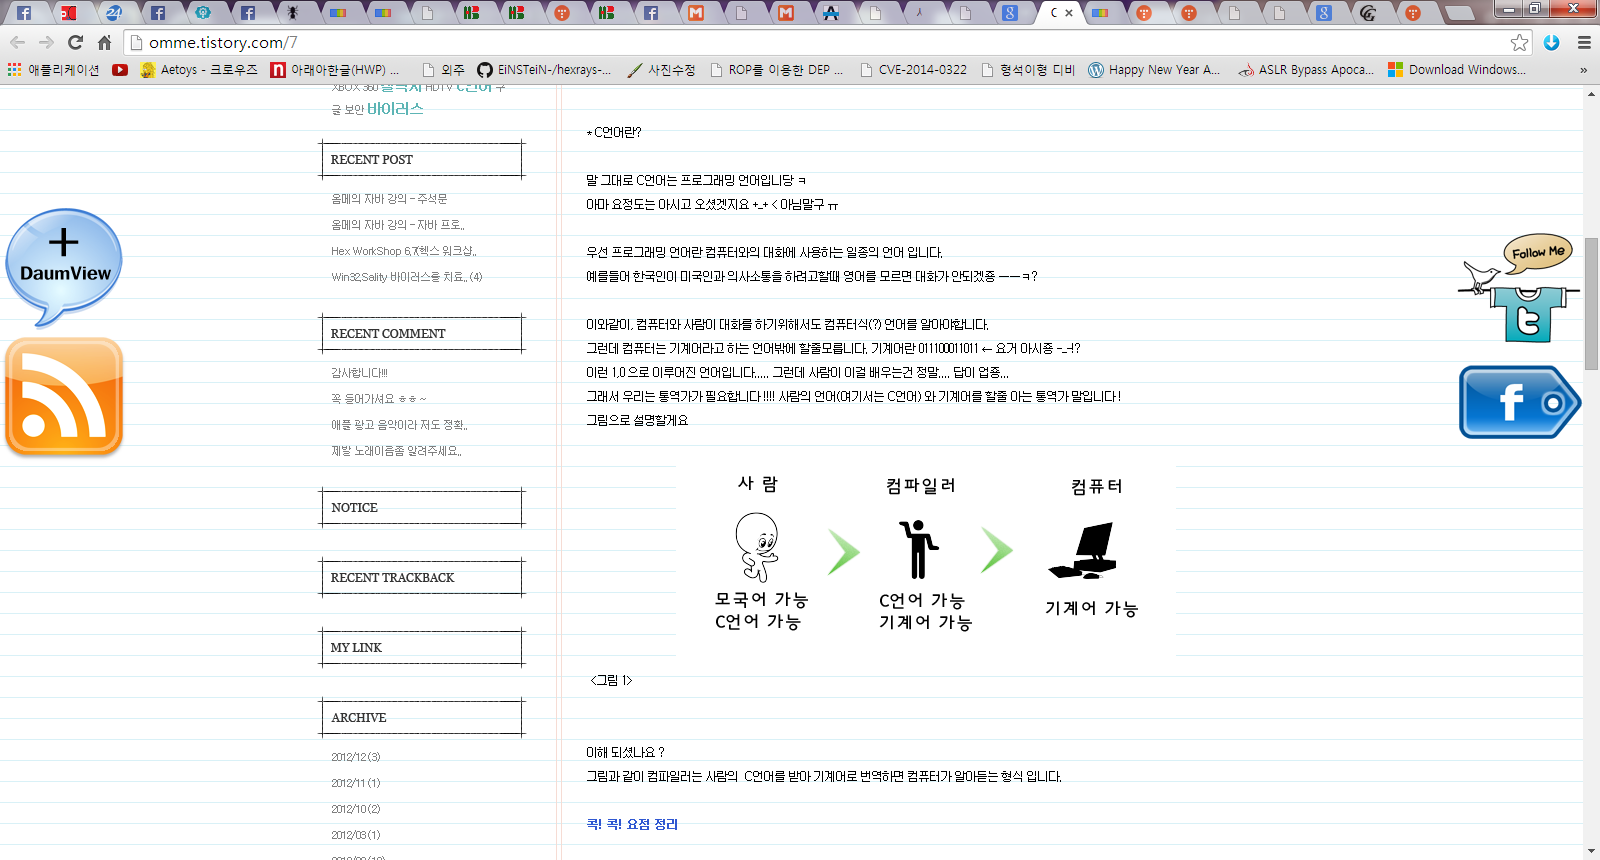 omme.tistory.com/7
애플리케이션
Aetoys - 크로우즈
아래아한글(HWP) ...
외주
EiNSTeiN-/hexrays-...
사진수정
ROP를 이용한 DEP ...
CVE-2014-0322
형석이형 디비
Happy New Year A...
ASLR Bypass Apoca...
Download Windows...
»
XBOX 360 HDTV C언어 구
글 보안 바이러스
RECENT POST
옴메의 자바 강의 - 주석문
옴메의 자바 강의 - 자바 프로..
Hex WorkShop 6.7(헥스 워크샵..
Win32.Sality 바이러스를 치료.. (4)
RECENT COMMENT
감사합니다!!!
꼭 들어가셔요 ㅎㅎ ~
애플 광고 음악이라 저도 정확..
제발 노래이름좀 알려주세요..
NOTICE
RECENT TRACKBACK
MY LINK
ARCHIVE
2012/12 (3)
2012/11 (1)
2012/10 (2)
2012/03 (1)
+
DaumView
* C언어란?
말 그대로 C언어는 프로그래밍 언어입니당 ㅋ
아마 요정도는 아시고 오셨겟지요 +_+ < 아님말구 ㅠ
우선 프로그래밍 언어란 컴퓨터와의 대화에 사용하는 일종의 언어 입니다.
예를들어 한국인이 미국인과 의사소통을 하려고할때 영어를 모르면 대화가 안되겠죵 ㅡㅡㅋ?
이와같이, 컴퓨터와 사람이 대화를 하기위해서도 컴퓨터식(?) 언어를 알아야합니다.
그런데 컴퓨터는 기계어라고 하는 언어밖에 할줄모릅니다. 기계어란 011100011011 ← 요거 아시죵 -_-!?
이런 1,0 으로 이루어진 언어입니다..... 그런데 사람이 이걸 배우는건 정말.... 답이 업죵...
그래서 우리는 통역가가 필요합니다 !!!! 사람의 언어(여기서는 C언어) 와 기계어를 할줄 아는 통역가 말입니다 !
그림으로 설명할게요
사 람
컴파일러
컴퓨터
모국어 가능
C언어 가능
C언어 가능
기계어 가능
기계어 가능
<그림 1>
이해 되셨나요 ?
그림과 같이 컴파일러는 사람의 C언어를 받아 기계어로 번역하면 컴퓨터가 알아듣는 형식 입니다.
콕! 콕! 요점 정리
Follow Me
t
f